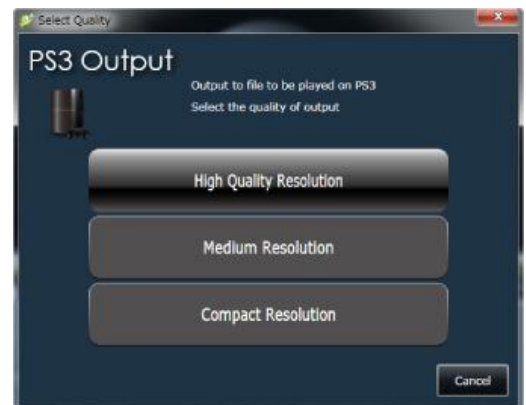 Select Quality
PS3 Output
Output to file to be played on PS3
Select the quality of output
High Quality Resolution
Medium Resolution
Compact Resolution
Cancel